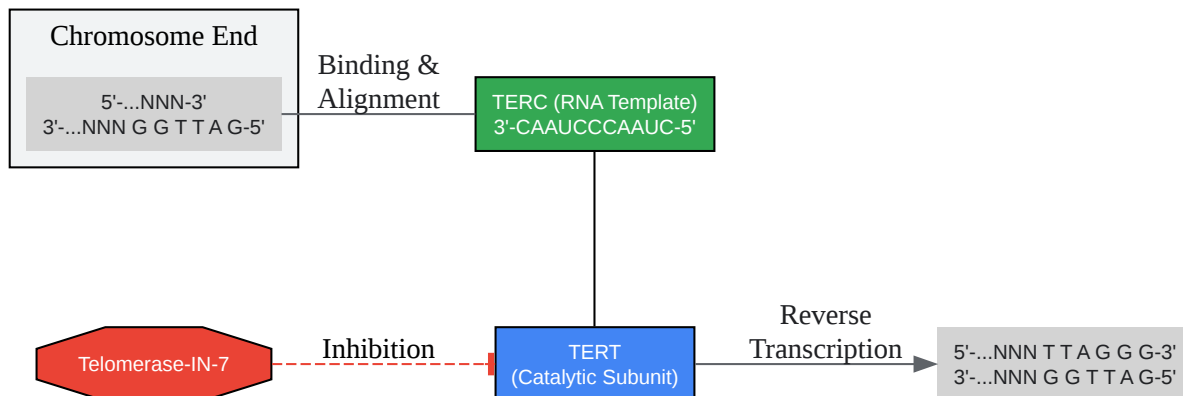 Chromosome End
5'-...NNN-3'
3'-...NNN G G T T A G-5'
Binding &
Alignment
TERC (RNA Template)
3'-CAAUCCCAAUC-5'
Telomerase-IN-7
Inhibition
TERT
(Catalytic Subunit)
Reverse
Transcription
5'-...NNN T T A G G G-3'
3'-...NNN G G T T A G-5'